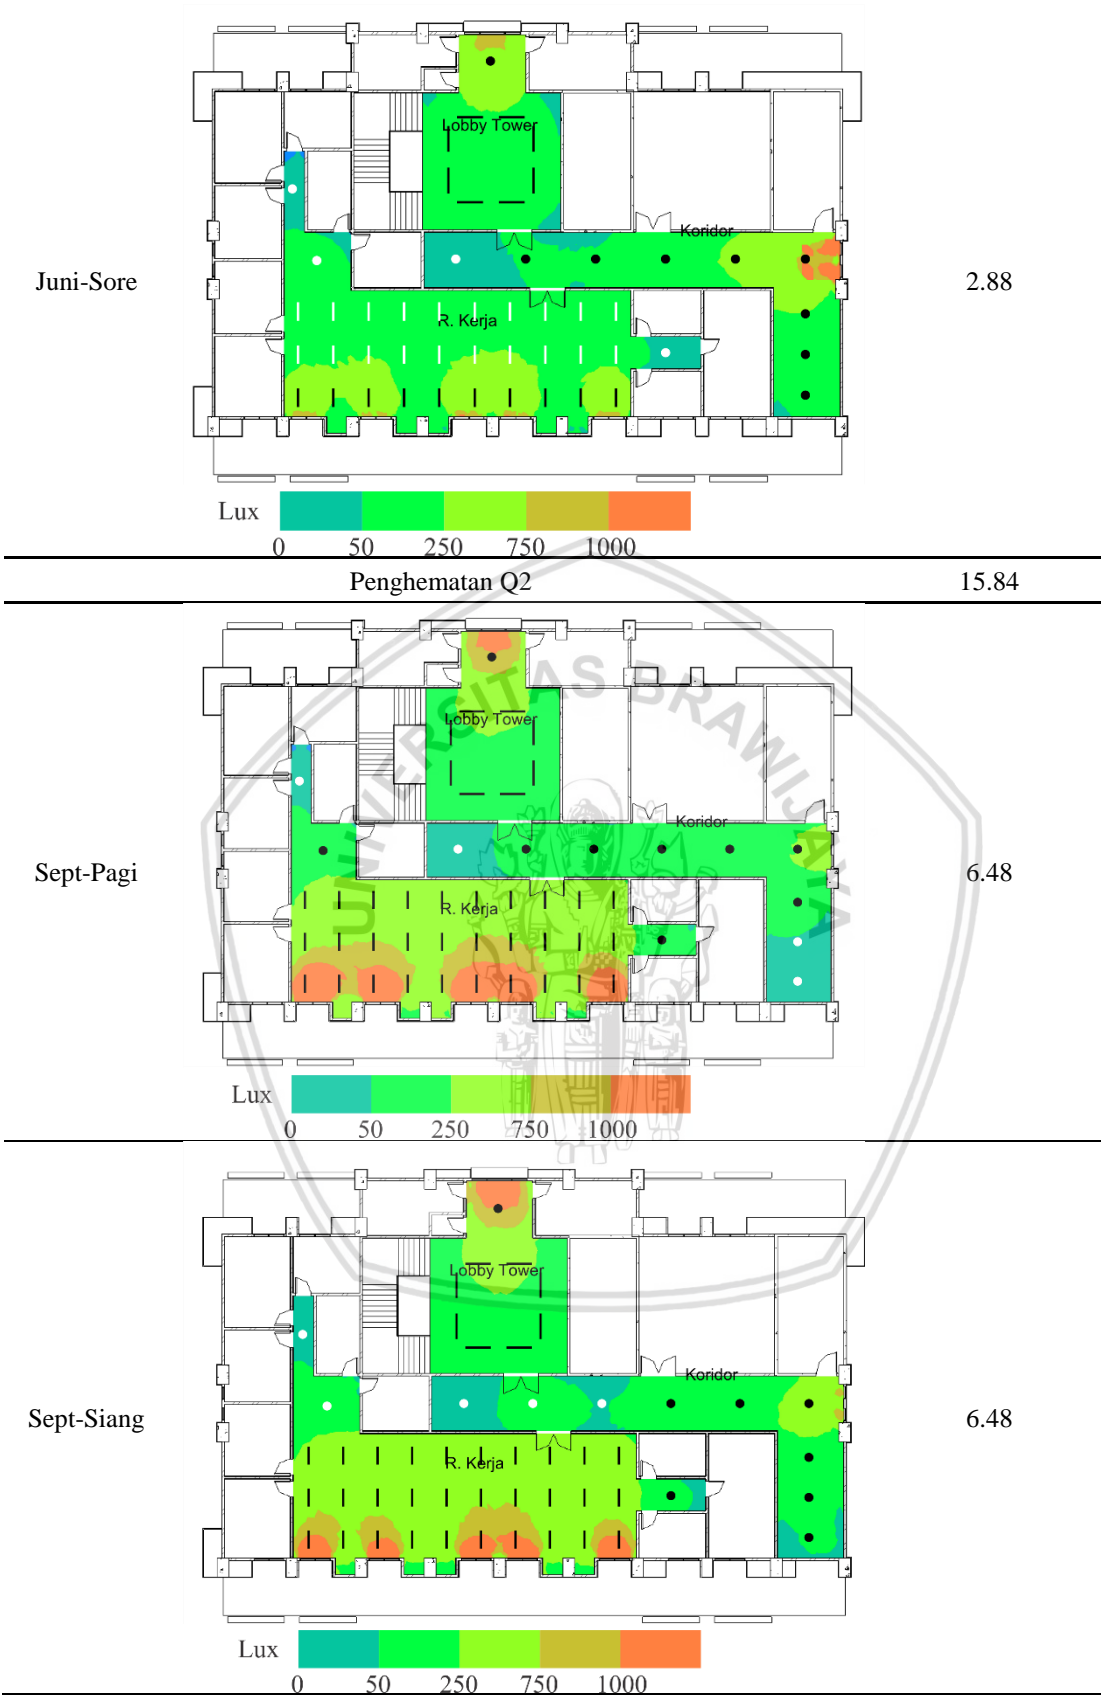 Lobby Tower
Koridor
R. Kerja
Juni-Sore
2.88
Lux
0 50 250 750 1000
Penghematan Q2 15.84
UNIVERSITAS BRAWIJAYA
Lobby Tower
Koridor
R. Kerja
Sept-Pagi
6.48
Lux
0 50 250 750 1000
Lobby Tower
Koridor
R. Kerja
Sept-Siang
6.48
Lux
0 50 250 750 1000